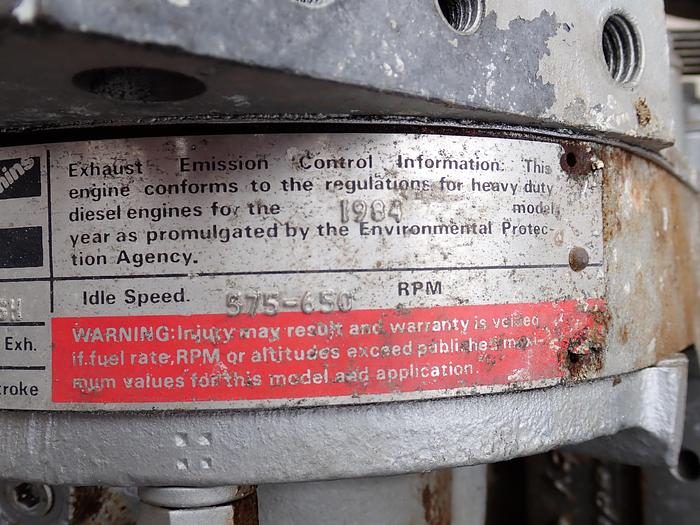 Exhaust Emission Control Information: This
engine conforms to the regulations for heavy duty
diesel engines for the 1984 model
year as promulgated by the Environmental Protec-
tion Agency.
Idle Speed. 575-650 RPM
Exh.
WARNING: Injury may result and warranty is voided
if fuel rate, RPM or altitudes exceed published maxi-
mum values for this model and application.